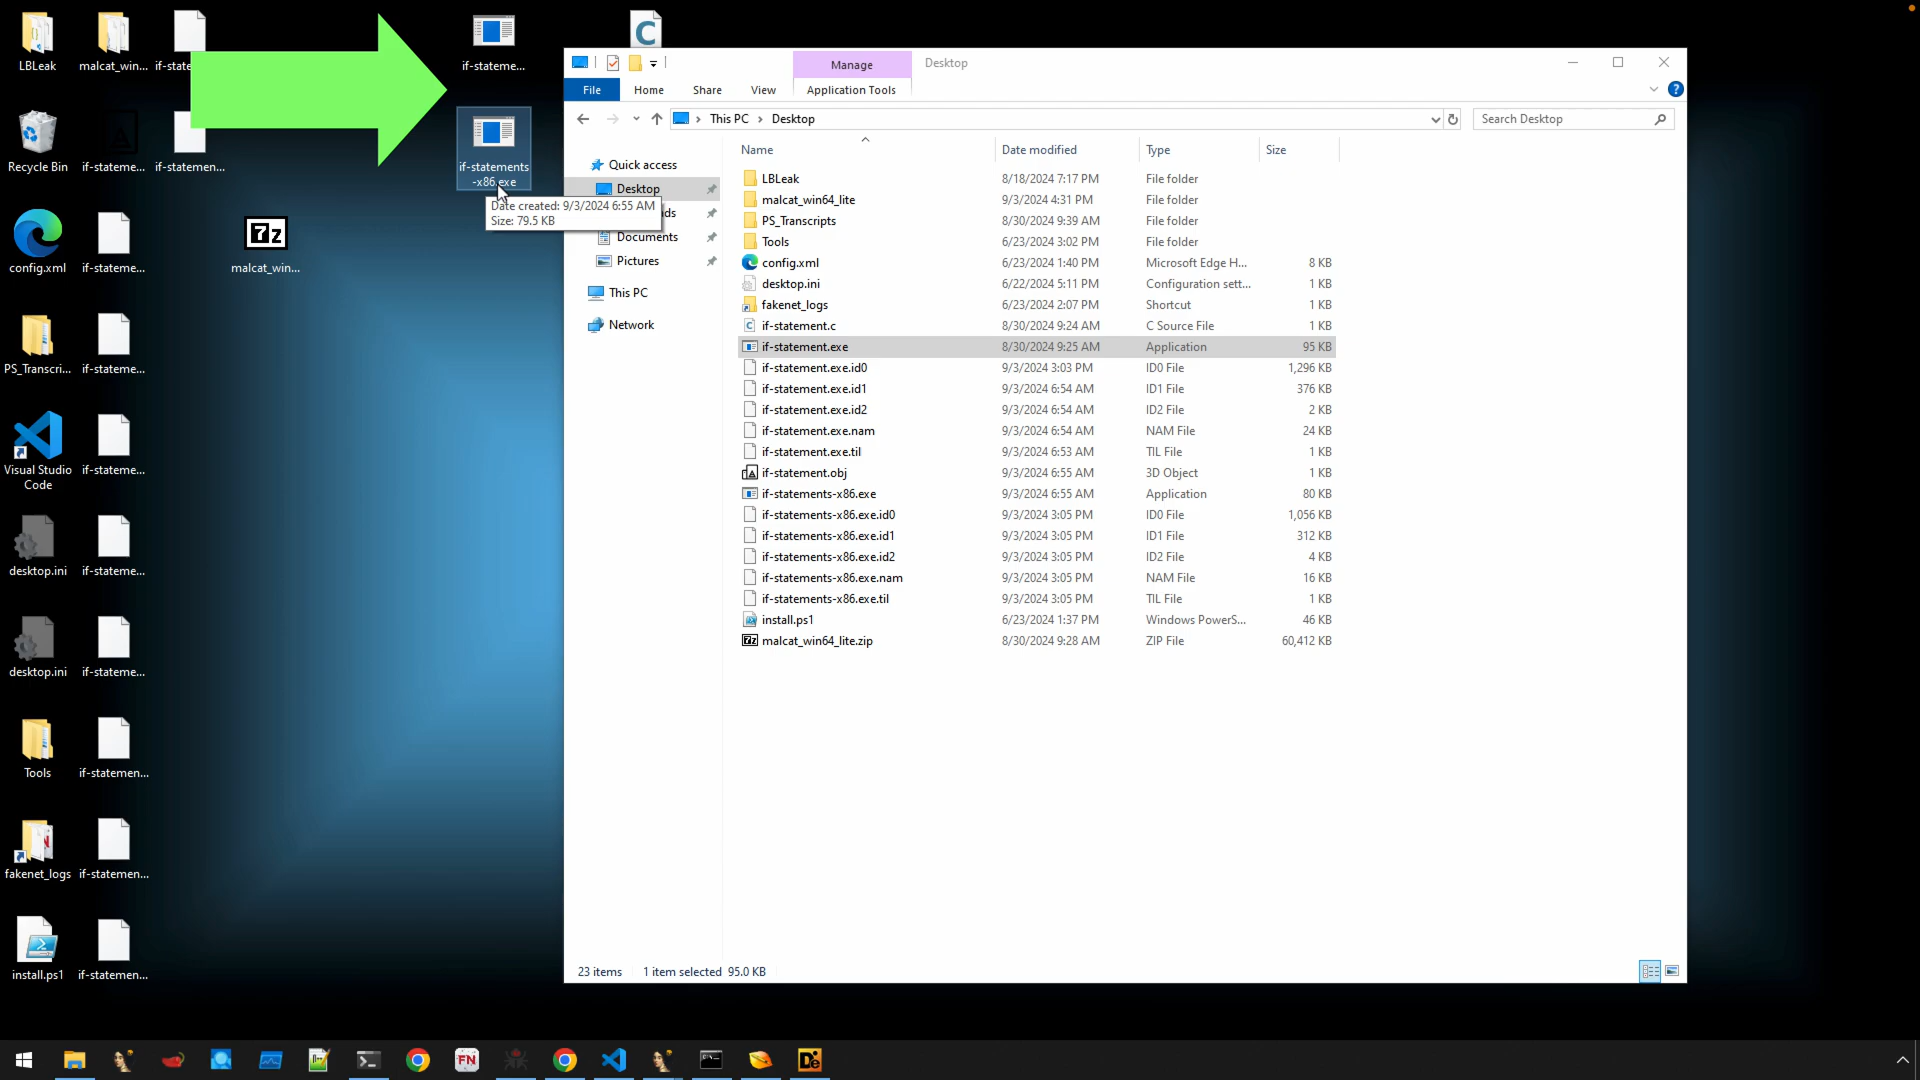 LBLeak
malcat_win...
if-state
if-stateme...
C
Recycle Bin
if-stateme...
if-statemen...
if-statements
-x86.exe
Date created: 9/3/2024 6:55 AM
Size: 79.5 KB
config.xml
if-stateme...
7z
malcat_win...
PS_Transcri...
if-stateme...
Visual Studio
Code
if-stateme...
desktop.ini
if-stateme...
desktop.ini
if-stateme...
Tools
if-statemen...
fakenet_logs
if-statemen...
install.ps1
if-statemen...
Manage
Desktop
File
Home
Share
View
Application Tools
This PC
Desktop
Search Desktop
Quick access
Desktop
ds
Documents
Pictures
This PC
Network
Name Date modified Type Size
LBLeak 8/18/2024 7:17 PM File folder
malcat_win64_lite 9/3/2024 4:31 PM File folder
PS_Transcripts 8/30/2024 9:39 AM File folder
Tools 6/23/2024 3:02 PM File folder
config.xml 6/23/2024 1:40 PM Microsoft Edge H... 8 KB
desktop.ini 6/22/2024 5:11 PM Configuration sett... 1 KB
fakenet_logs 6/23/2024 2:07 PM Shortcut 1 KB
if-statement.c 8/30/2024 9:24 AM C Source File 1 KB
if-statement.exe 8/30/2024 9:25 AM Application 95 KB
if-statement.exe.id0 9/3/2024 3:03 PM ID0 File 1,296 KB
if-statement.exe.id1 9/3/2024 6:54 AM ID1 File 376 KB
if-statement.exe.id2 9/3/2024 6:54 AM ID2 File 2 KB
if-statement.exe.nam 9/3/2024 6:54 AM NAM File 24 KB
if-statement.exe.til 9/3/2024 6:53 AM TIL File 1 KB
if-statement.obj 9/3/2024 6:55 AM 3D Object 1 KB
if-statements-x86.exe 9/3/2024 6:55 AM Application 80 KB
if-statements-x86.exe.id0 9/3/2024 3:05 PM ID0 File 1,056 KB
if-statements-x86.exe.id1 9/3/2024 3:05 PM ID1 File 312 KB
if-statements-x86.exe.id2 9/3/2024 3:05 PM ID2 File 4 KB
if-statements-x86.exe.nam 9/3/2024 3:05 PM NAM File 16 KB
if-statements-x86.exe.til 9/3/2024 3:05 PM TIL File 1 KB
install.ps1 6/23/2024 1:37 PM Windows PowerS... 46 KB
malcat_win64_lite.zip 8/30/2024 9:28 AM ZIP File 60,412 KB
23 items 1 item selected 95.0 KB
FN
De